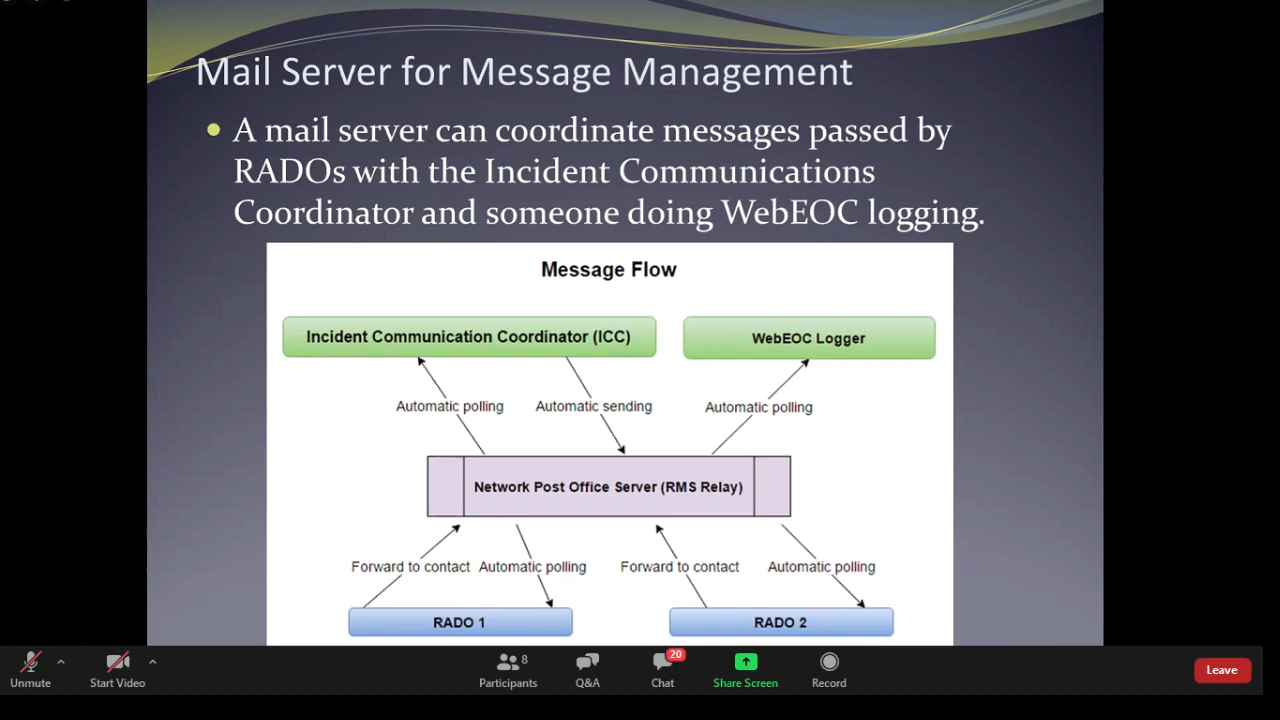 Mail Server for Message Management
A mail server can coordinate messages passed by
RADOs with the Incident Communications
Coordinator and someone doing WebEOC logging.
Message Flow
Incident Communication Coordinator (ICC)
WebEOC Logger
Automatic polling
Automatic sending
Automatic polling
Network Post Office Server (RMS Relay)
Forward to contact
Automatic polling
Forward to contact
Automatic polling
RADO 1
RADO 2
Unmute
Start Video
8
Participants
Q&A
20
Chat
Share Screen
Record
Leave